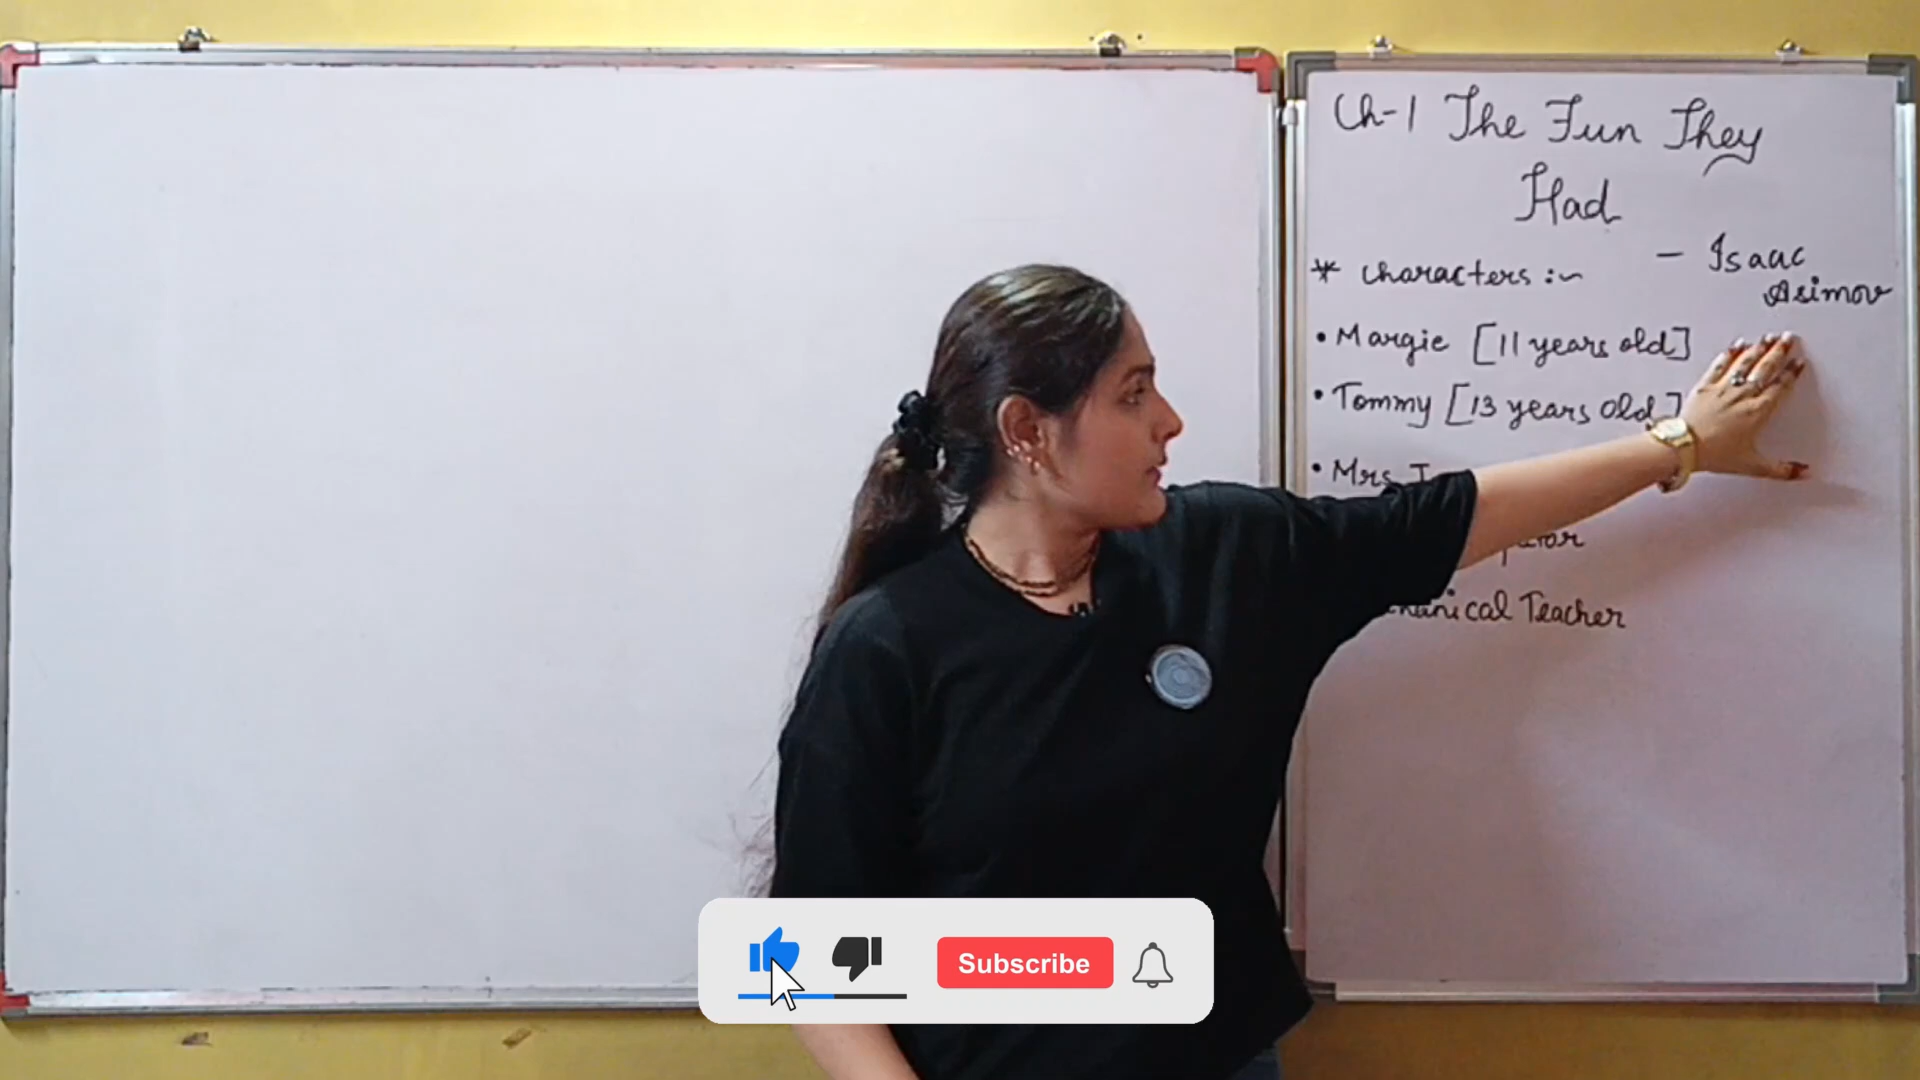 Ch-1 The Fun They
Had
- Isaac
Asimov
* Characters :-
• Margie [11 years old]
• Tommy [13 years old]
• Mrs
Teacher
Subscribe